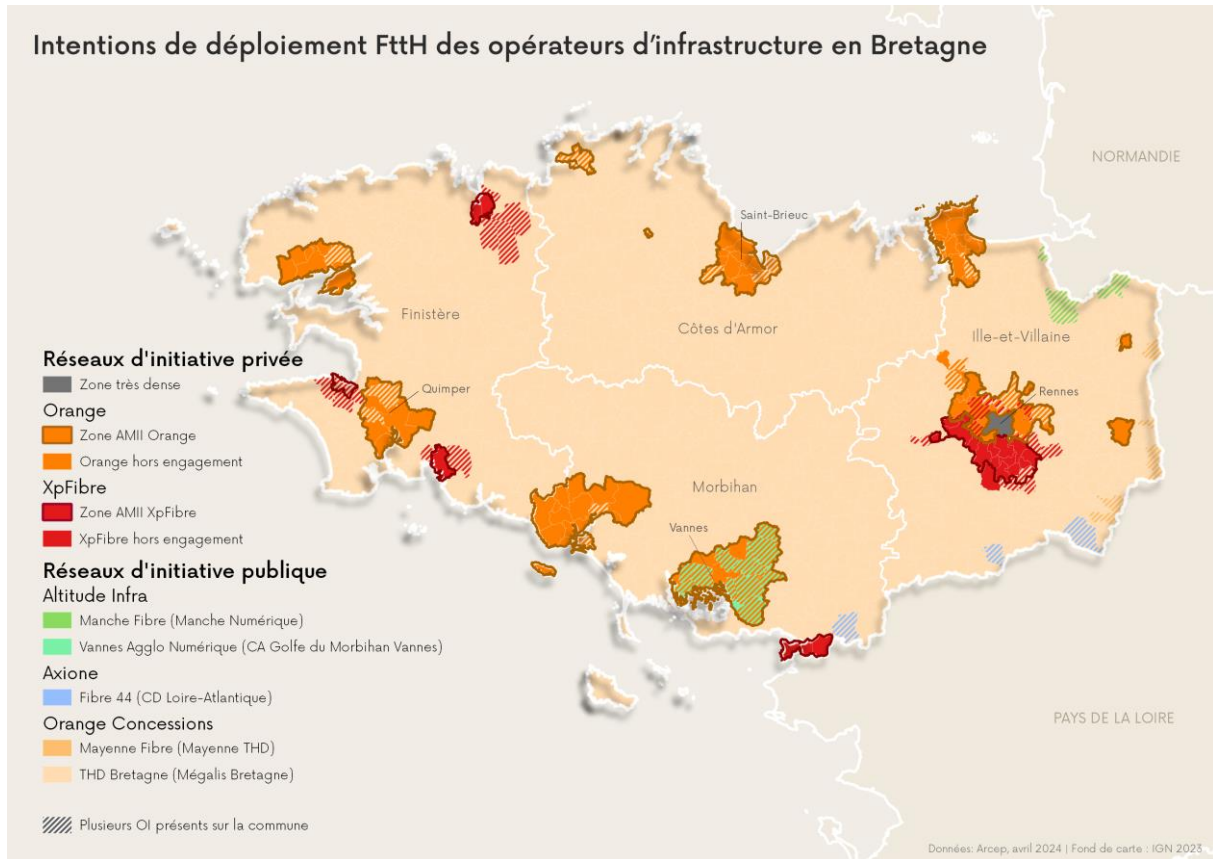 Intentions de déploiement FttH des opérateurs d'infrastructure en Bretagne
NORMANDIE
Saint-Brieuc
Finistère
Côtes d'Armor
Ille-et-Villaine
Réseaux d'initiative privée
Zone très dense
Quimper
Rennes
Orange
Zone AMII Orange
Orange hors engagement
XpFibre
Morbihan
Zone AMII XpFibre
Vannes
XpFibre hors engagement
Réseaux d'initiative publique
Altitude Infra
Manche Fibre (Manche Numérique)
Vannes Agglo Numérique (CA Golfe du Morbihan Vannes)
Axione
Fibre 44 (CD Loire-Atlantique)
Orange Concessions
PAYS DE LA LOIRE
Mayenne Fibre (Mayenne THD)
THD Bretagne (Mégalis Bretagne)
Plusieurs OI présents sur la commune
Données: Arcep, avril 2024 | Fond de carte : IGN 2023